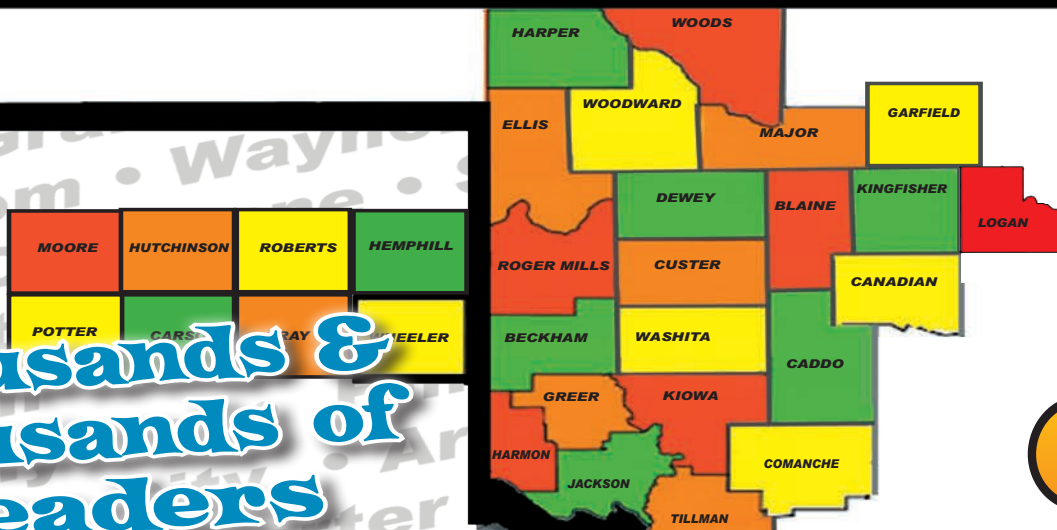 HARPER
WOODS
WOODWARD
GARFIELD
ELLIS
MAJOR
DEWEY
KINGFISHER
BLAINE
LOGAN
MOORE
HUTCHINSON
ROBERTS
HEMPHILL
ROGER MILLS
CUSTER
CANADIAN
POTTER
BECKHAM
WASHITA
CADDO
GREER
KIOWA
HARMON
JACKSON
COMANCHE
TILLMAN
&
of